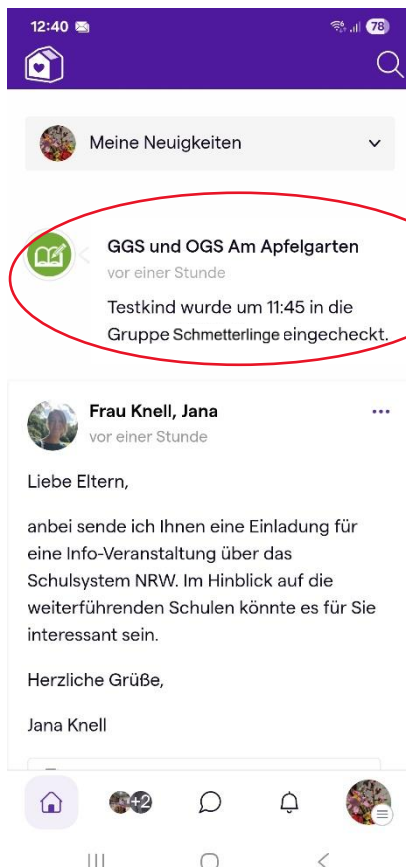 12:40
78
Meine Neuigkeiten
GGS und OGS Am Apfelgarten
vor einer Stunde
Testkind wurde um 11:45 in die
Gruppe Schmetterlinge eingecheckt.
Frau Knell, Jana
vor einer Stunde
Liebe Eltern,
anbei sende ich Ihnen eine Einladung für
eine Info-Veranstaltung über das
Schulsystem NRW. Im Hinblick auf die
weiterführenden Schulen könnte es für Sie
interessant sein.
Herzliche Grüße,
Jana Knell
+2